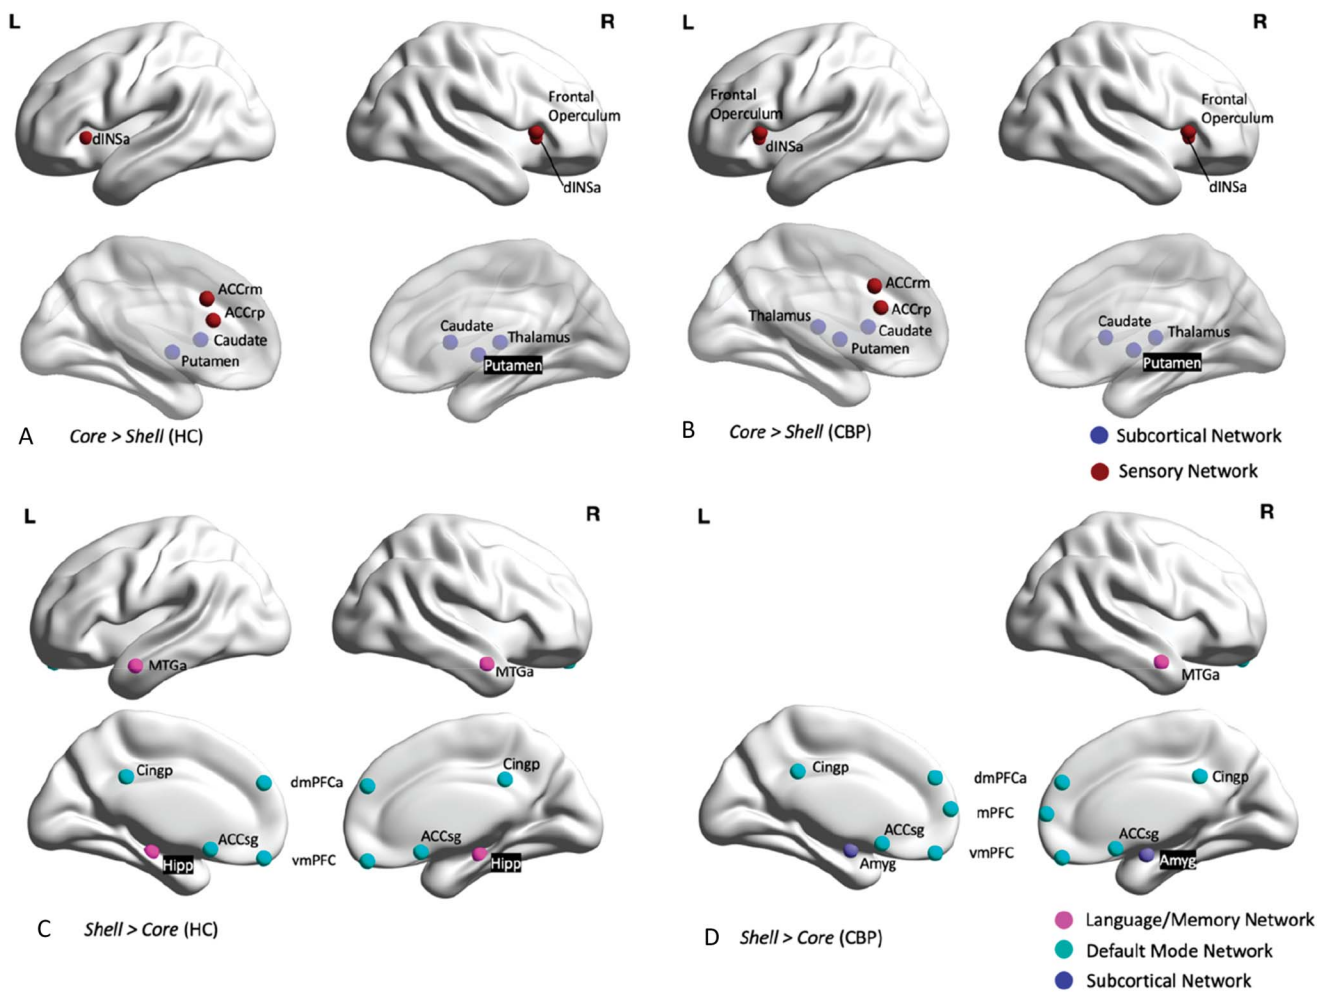 L
R
Frontal
Operculum
dINSa
dINSa
ACCrm
ACCrp
Caudate
Putamen
Caudate
Thalamus
Putamen
A
Core > Shell (HC)
L
R
Frontal
Operculum
dINSa
Frontal
Operculum
dINSa
ACCrm
ACCrp
Thalamus
Caudate
Putamen
Caudate
Thalamus
Putamen
B
Core > Shell (CBP)
Subcortical Network
Sensory Network
L
R
MTGa
MTGa
Cingp
dmPFCa
Cingp
ACCsg
ACCsg
Hipp
vmPFC
Hipp
C
Shell > Core (HC)
L
R
MTGa
Cingp
dmPFCa
Cingp
mPFC
ACCsg
ACCsg
Amyg
vmPFC
Amyg
D
Shell > Core (CBP)
Language/Memory Network
Default Mode Network
Subcortical Network